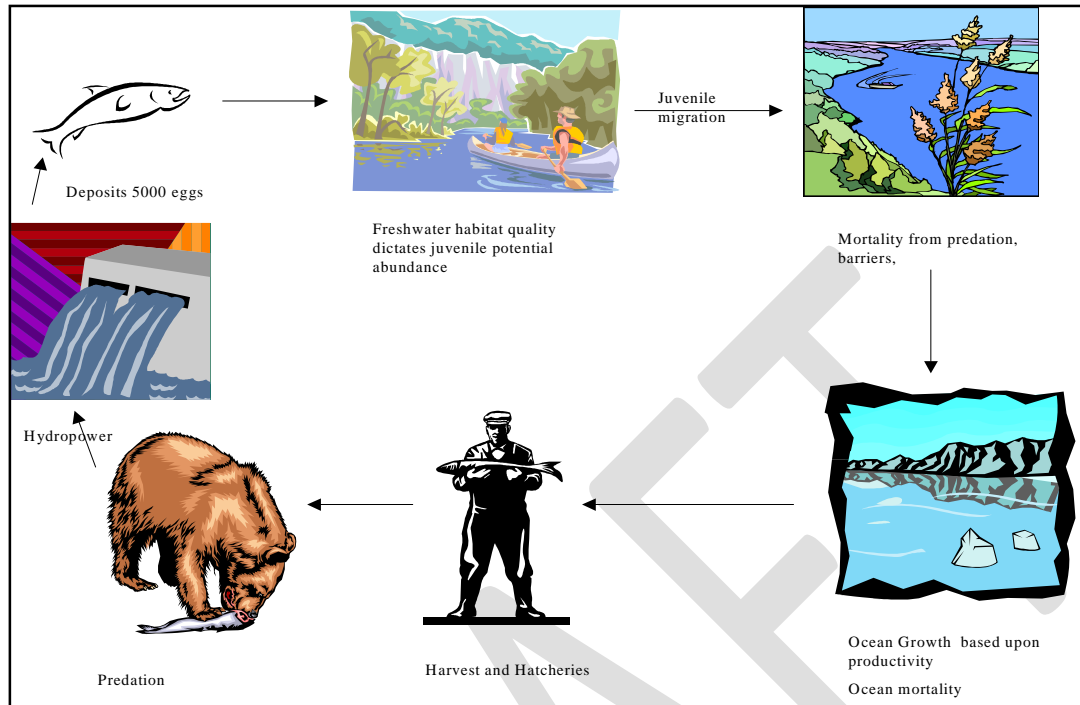 Deposits 5000 eggs
Freshwater habitat quality
dictates juvenile potential
abundance
Juvenile
migration
Mortality from predation,
barriers,
Ocean Growth based upon
productivity
Ocean mortality
Harvest and Hatcheries
Predation
Hydropower